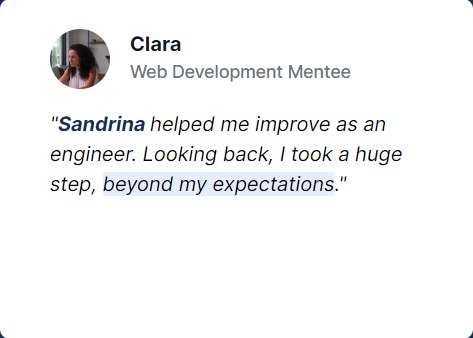 Clara
Web Development Mentee
"Sandrina helped me improve as an
engineer. Looking back, I took a huge
step, beyond my expectations."